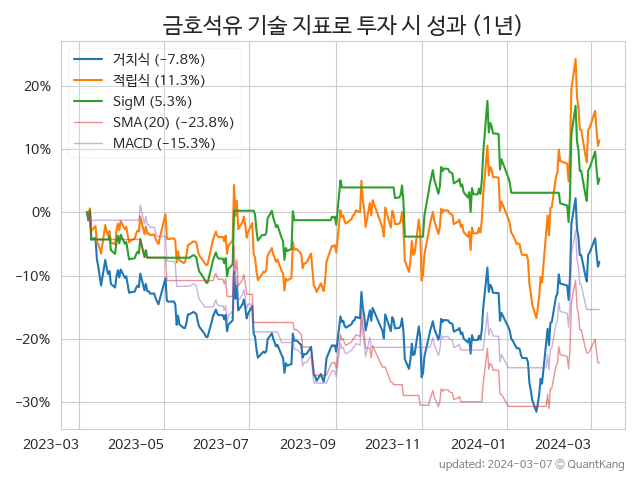 금호석유 기술 지표로 투자 시 성과 (1년)
거치식 (−7.8%)
적립식 (11.3%)
SigM (5.3%)
SMA(20) (−23.8%)
MACD (−15.3%)
20%
10%
0%
−10%
−20%
−30%
2023−03 2023−05 2023−07 2023−09 2023−11 2024−01 2024−03
updated: 2024−03−07 © QuantKang